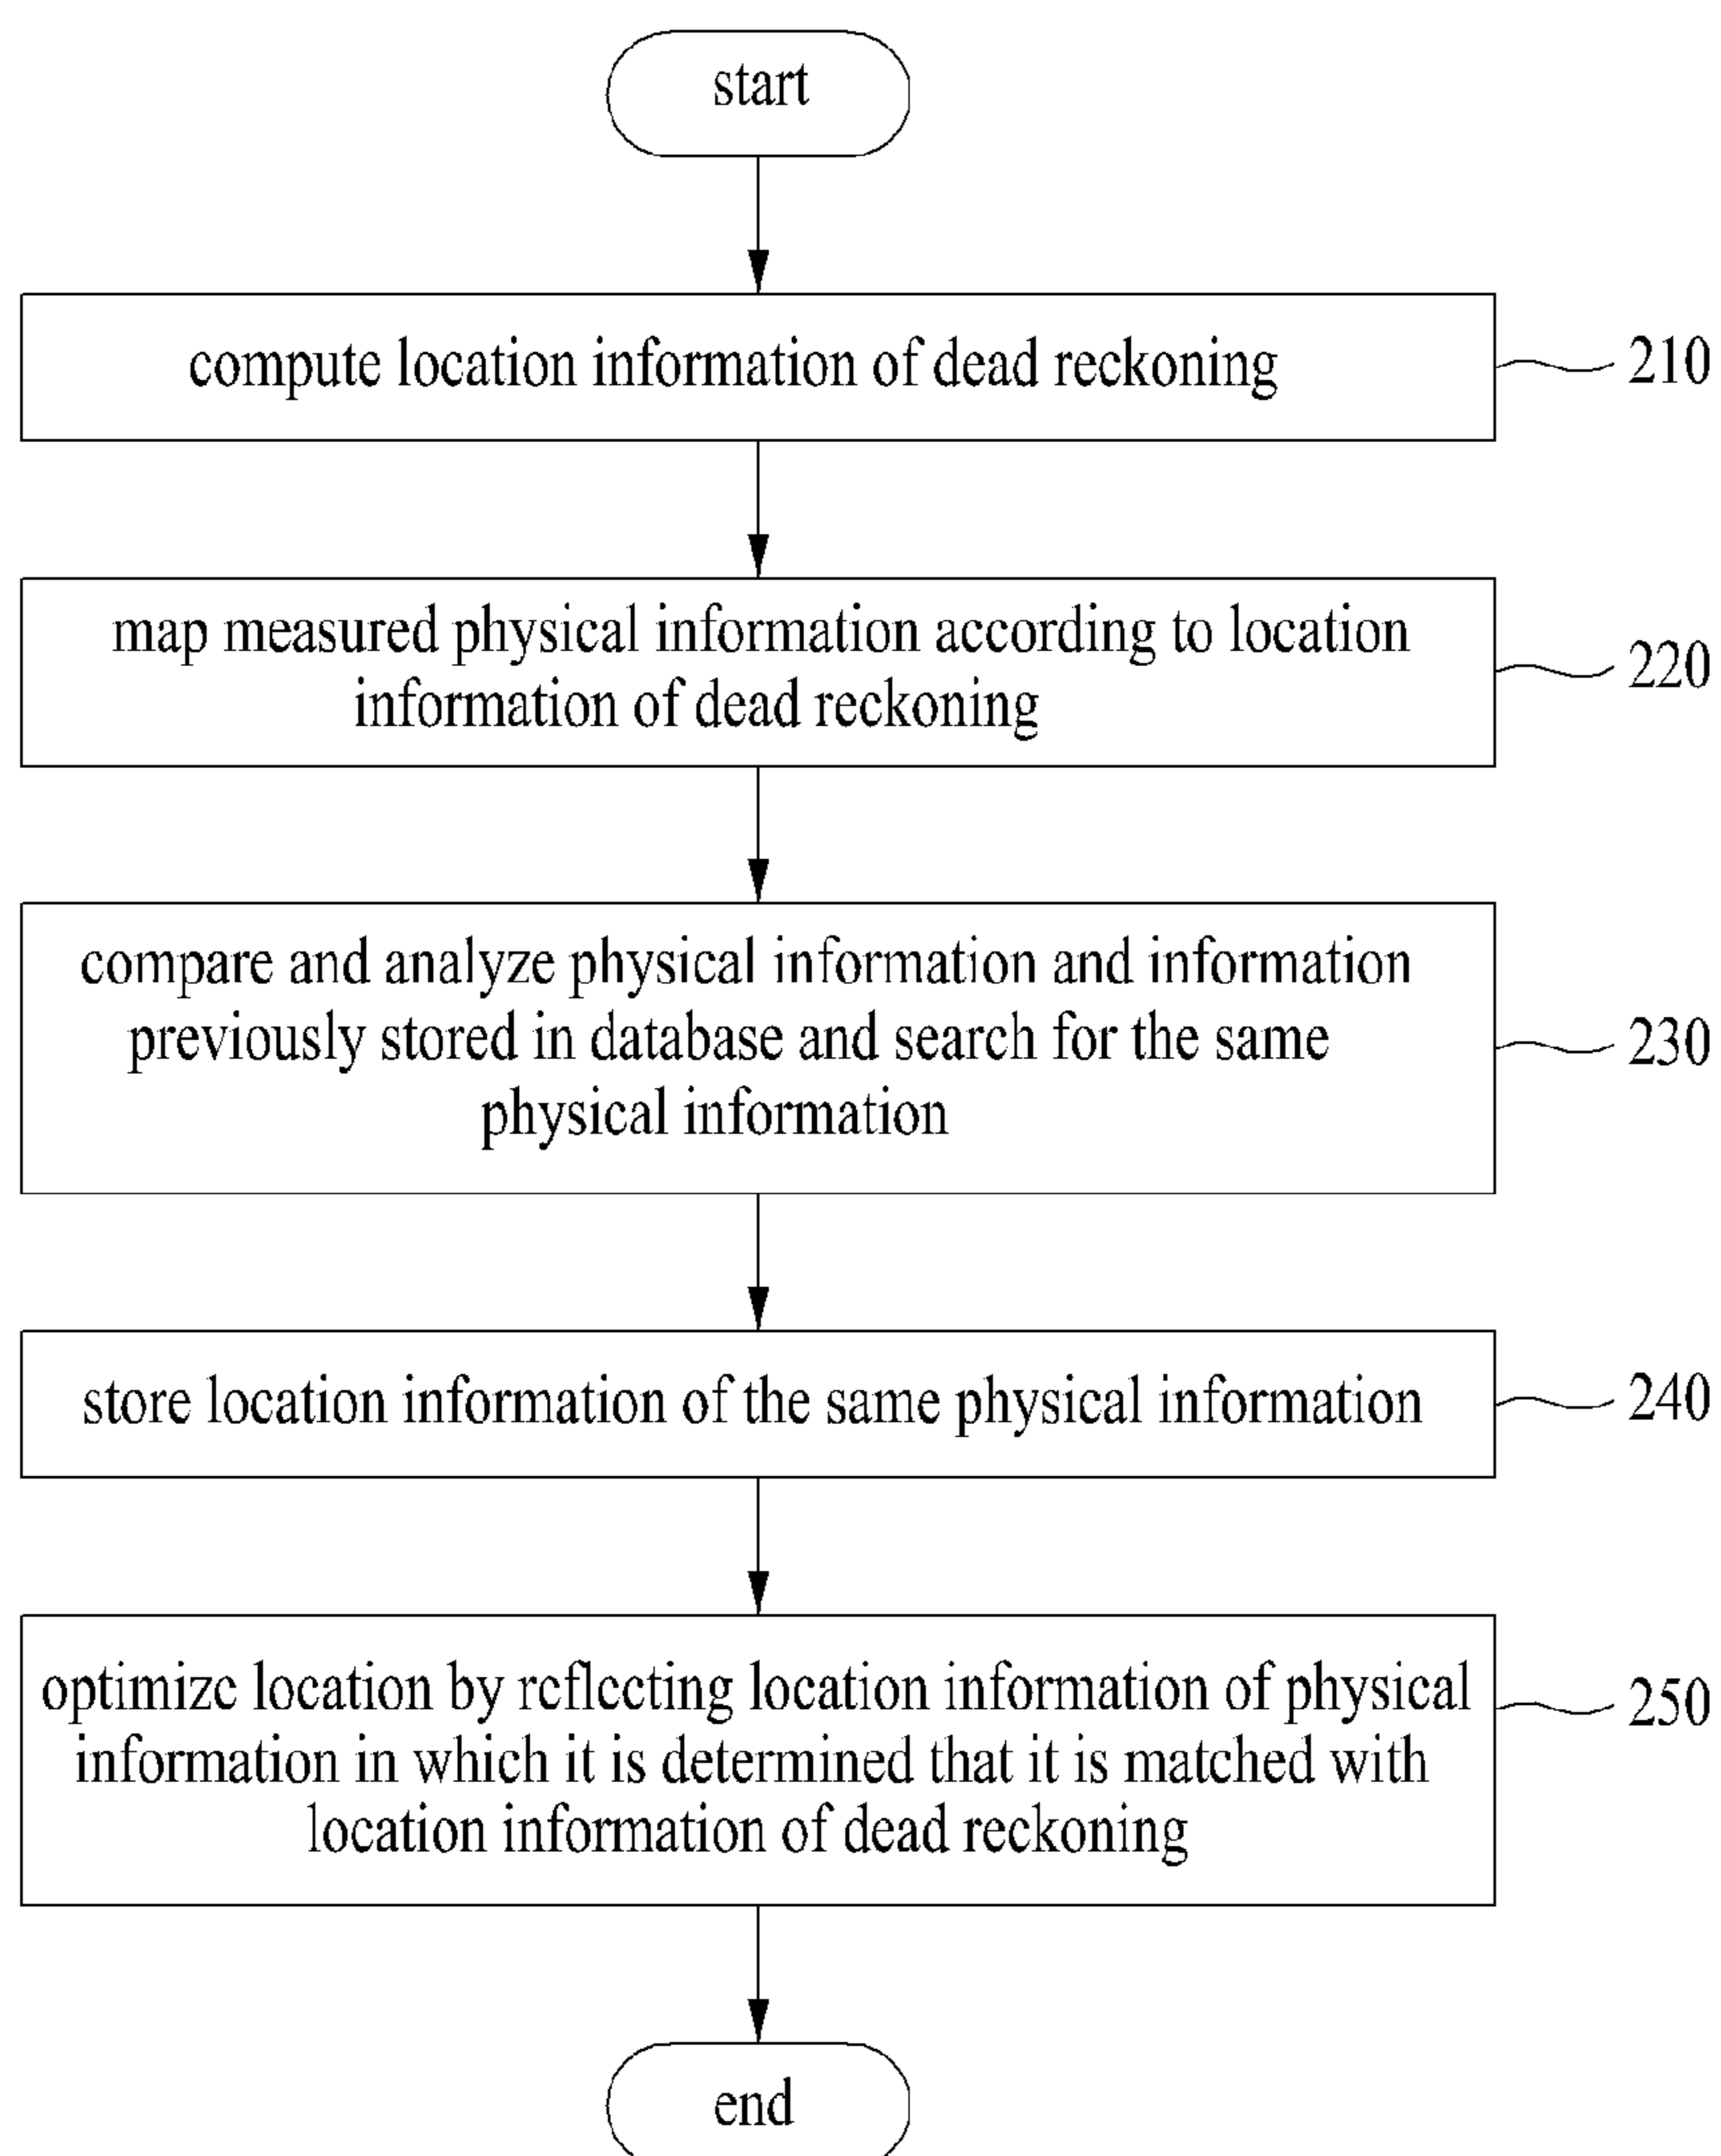 start
compute location information of dead reckoning
210
map measured physical information according to location
information of dead reckoning
220
compare and analyze physical information and information
previously stored in database and search for the same
physical information
230
store location information of the same physical information
240
optimize location by reflecting location information of physical
information in which it is determined that it is matched with
location information of dead reckoning
250
end